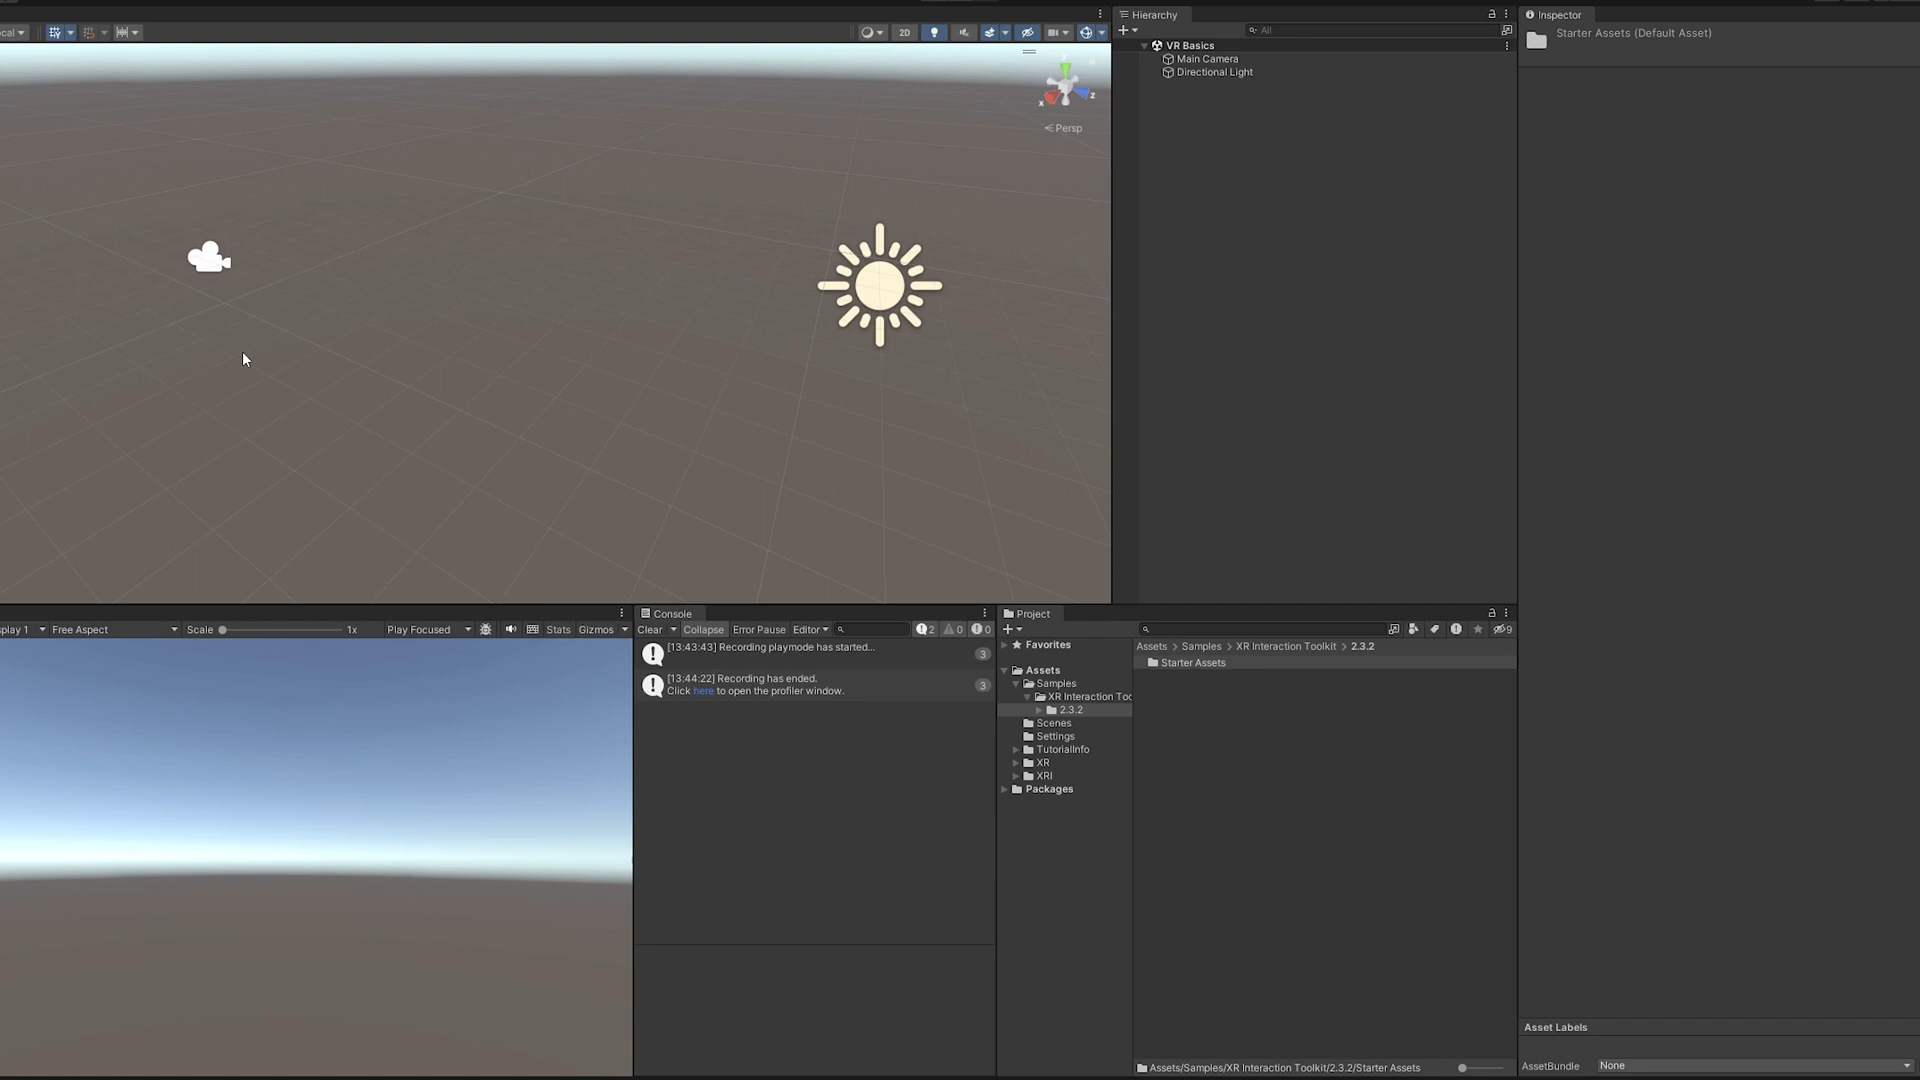 cal
2D
x
z
Persp
Hierarchy
All
VR Basics
Main Camera
Directional Light
Inspector
Starter Assets (Default Asset)
splay 1
Free Aspect
Scale
1x
Play Focused
Stats
Gizmos
Console
Clear
Collapse
Error Pause
Editor
2
0
0
[13:43:43] Recording playmode has started...
3
[13:44:22] Recording has ended.
Click here to open the profiler window.
3
Project
9
Favorites
Assets
Samples
XR Interaction Too
2.3.2
Scenes
Settings
TutorialInfo
XR
XRI
Packages
Assets > Samples > XR Interaction Toolkit > 2.3.2
Starter Assets
Assets/Samples/XR Interaction Toolkit/2.3.2/Starter Assets
Asset Labels
AssetBundle
None